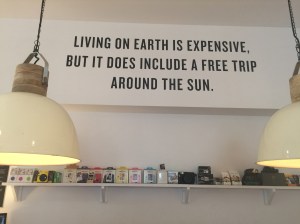 LIVING ON EARTH IS EXPENSIVE,
BUT IT DOES INCLUDE A FREE TRIP
AROUND THE SUN.